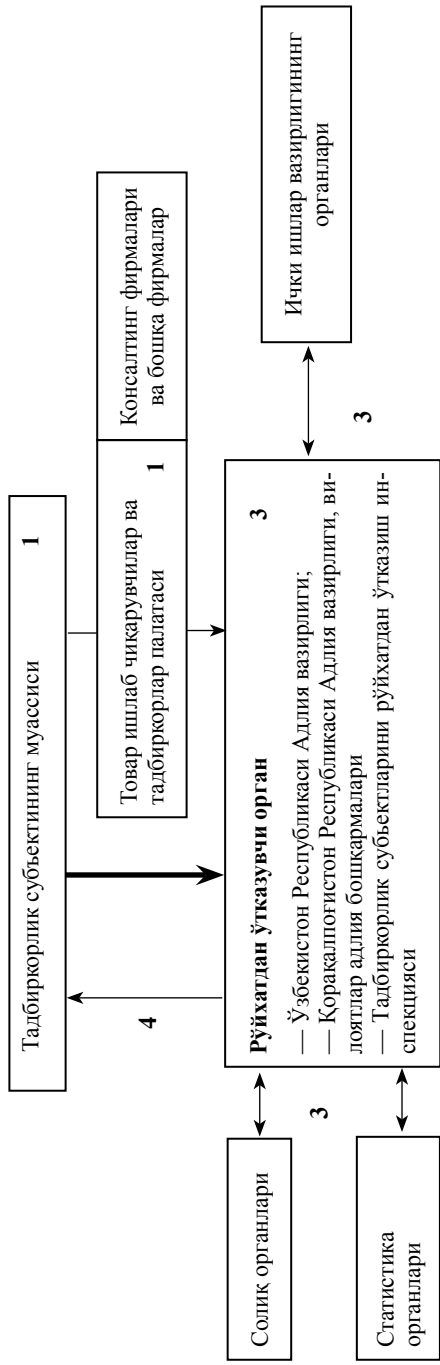 Тадбиркорлик субъектининг муассиси 1
Товар ишлаб чиқарувчилар ва 1
тадбиркорлар палатаси
Консалтинг фирмалари
ва бошқа фирмалар
4
Рўйхатдан ўтказувчи орган 3
— Ўзбекистон Республикаси Адлия вазирлиги;
— Қорақалпоғистон Республикаси Адлия вазирлиги, ви-
лоятлар адлия бошқармалари
— Тадбиркорлик субъектларини рўйхатдан ўтказиш ин-
спекцияси
Солиқ органлари
3
Статистика
органлари
3
Ички ишлар вазирлигининг
органлари